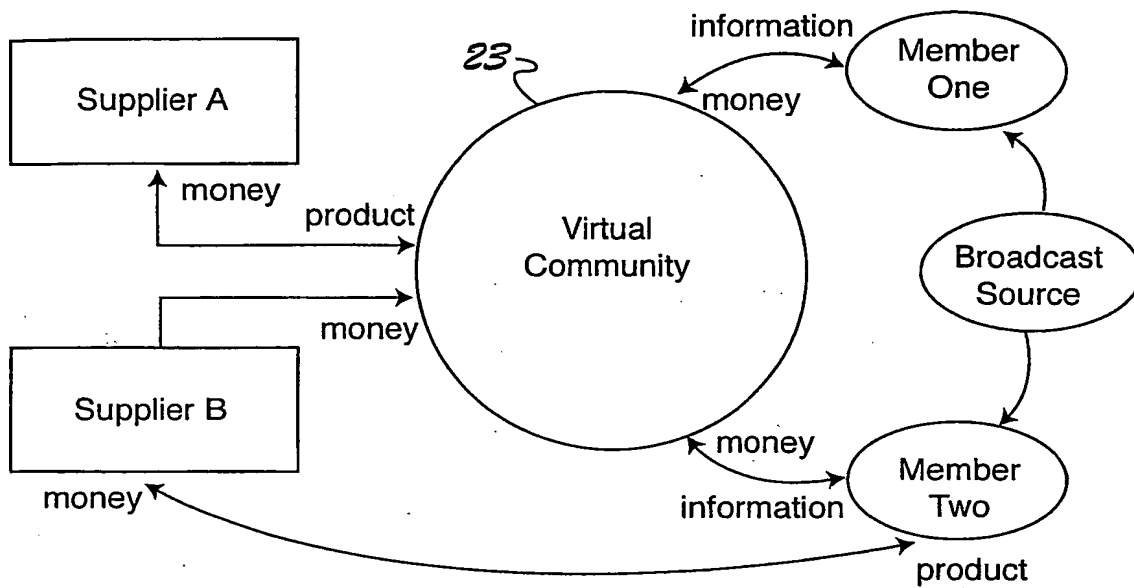 information
23
Member
One
Supplier A
money
money
product
Virtual
Community
Broadcast
Source
money
Supplier B
money
Member
Two
money
information
product